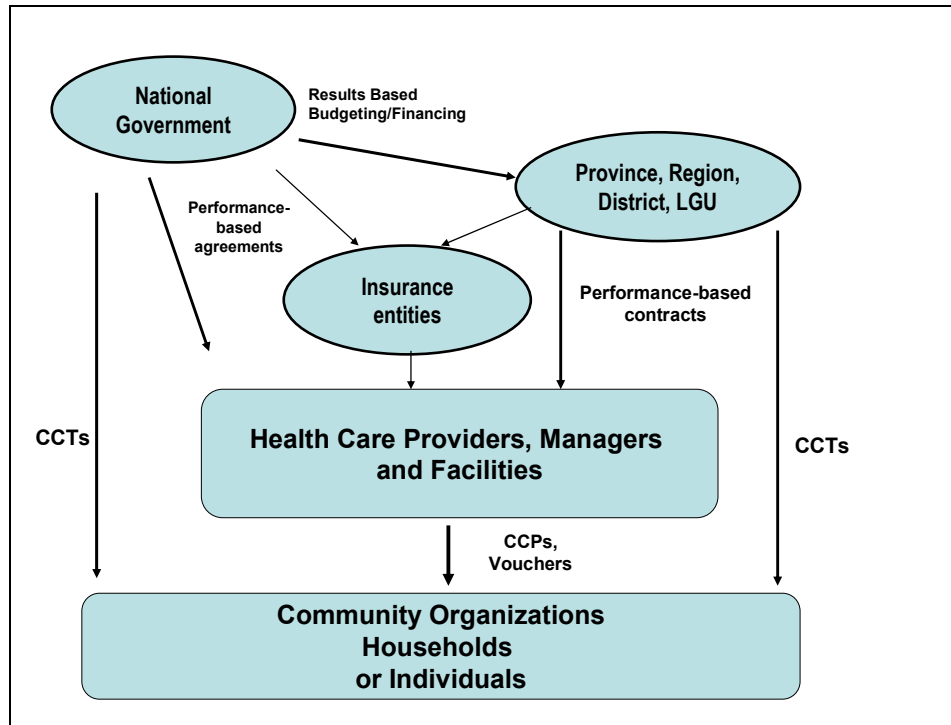 National
Government
Results Based
Budgeting/Financing
Province, Region,
District, LGU
Performance-
based
agreements
Insurance
entities
Performance-based
contracts
Health Care Providers, Managers
and Facilities
CCTs
CCTs
CCPs,
Vouchers
Community Organizations
Households
or Individuals